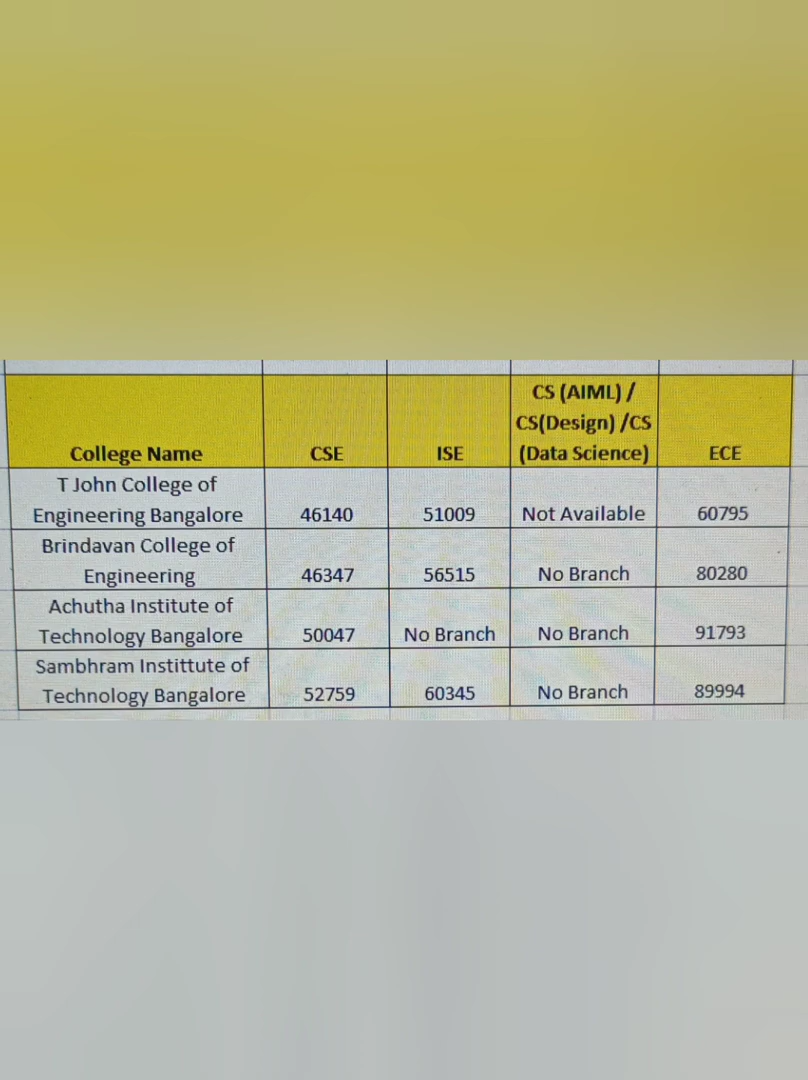 College Name CSE ISE CS (AIML) / CS(Design) /CS (Data Science) ECE
T John College of
Engineering Bangalore 46140 51009 Not Available 60795
Brindavan College of
Engineering 46347 56515 No Branch 80280
Achutha Institute of
Technology Bangalore 50047 No Branch No Branch 91793
Sambhram Instittute of
Technology Bangalore 52759 60345 No Branch 89994